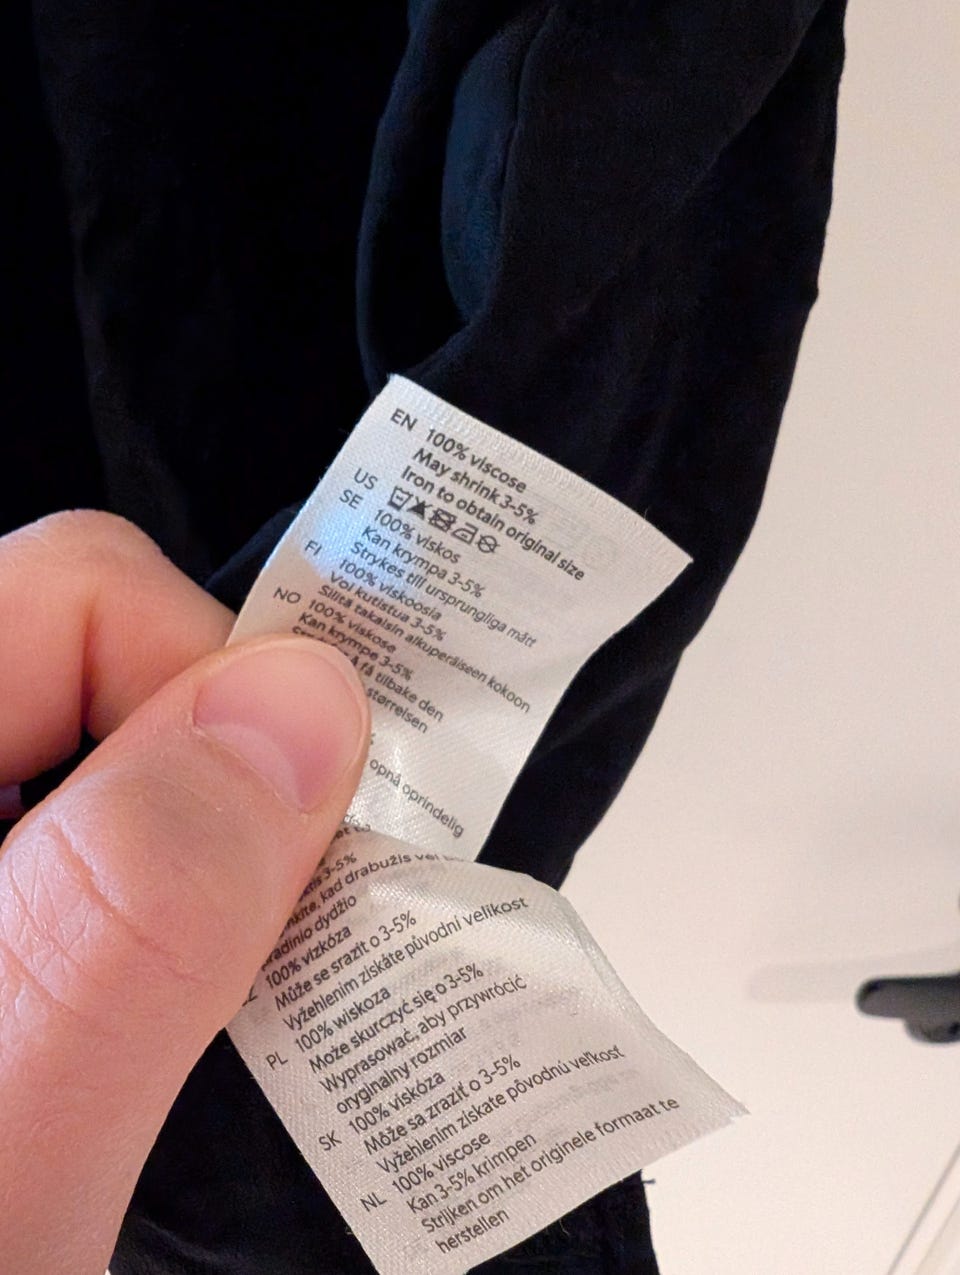 EN 100% viscose
May shrink 3-5%
Iron to obtain original size
US
SE 100% viskos
Kan krympa 3-5%
Strykes till ursprungliga mått
FI 100% viskoosia
Voi kutistua 3-5%
Silitä takaisin alkuperäiseen kokoon
NO 100% viskose
Kan krympe 3-5%
få tilbake den
størrelsen
opnå oprindelig
3-5%
kad drabužis vėl
dydžio
100% vizkóza
Může se srazit o 3-5%
Vyžehlením získáte původní velikost
PL 100% wiskoza
Może skurczyć się o 3-5%
Wyprasować, aby przywrócić
oryginalny rozmiar
SK 100% viskóza
Môže sa zraziť o 3-5%
Vyžehlením získate pôvodnú veľkosť
NL 100% viscose
Kan 3-5% krimpen
Strijken om het originele formaat te
herstellen